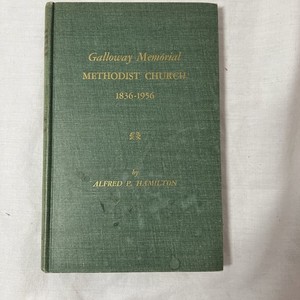 Galloway Memorial
METHODIST CHURCH
1836-1956
by
ALFRED P. HAMILTON